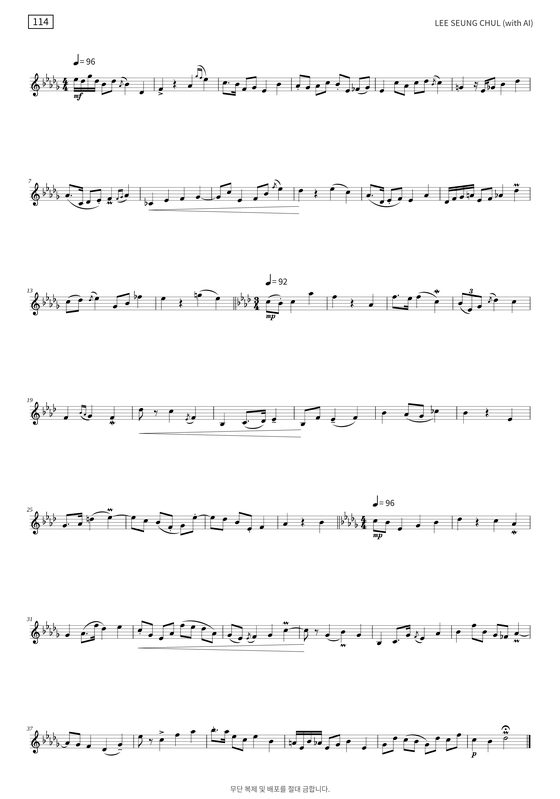 114
LEE SEUNG CHUL (with AI)
= 96
mf
7
13
= 92
mp
3
19
25
= 96
mp
31
37
p
무단 복제 및 배포를 절대 금합니다.